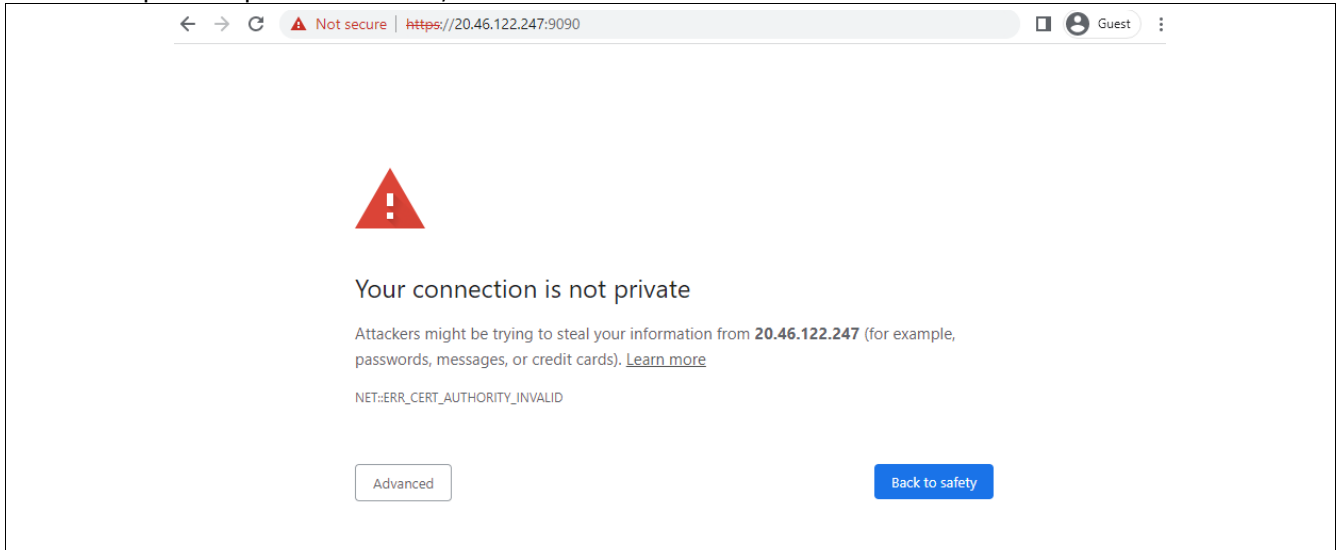 Not secure | https://20.46.122.247:9090 Guest
Your connection is not private
Attackers might be trying to steal your information from 20.46.122.247 (for example,
passwords, messages, or credit cards). Learn more
NET::ERR_CERT_AUTHORITY_INVALID
Advanced Back to safety